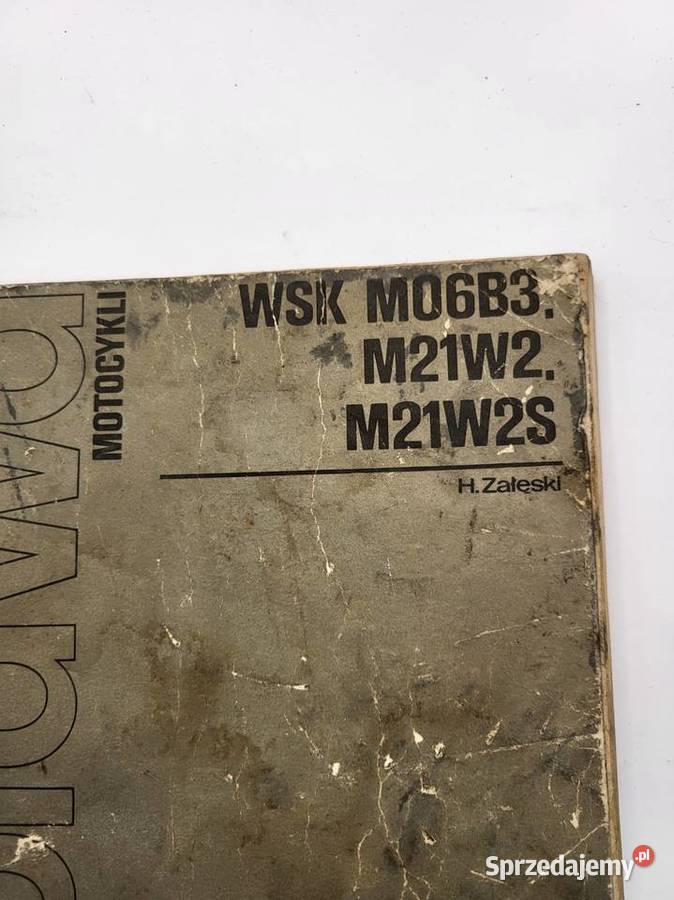 WSK M06B3.
M21W2.
M21W2S
H.Załęski
MOTOCYKLI
Sprzedajemy.pl